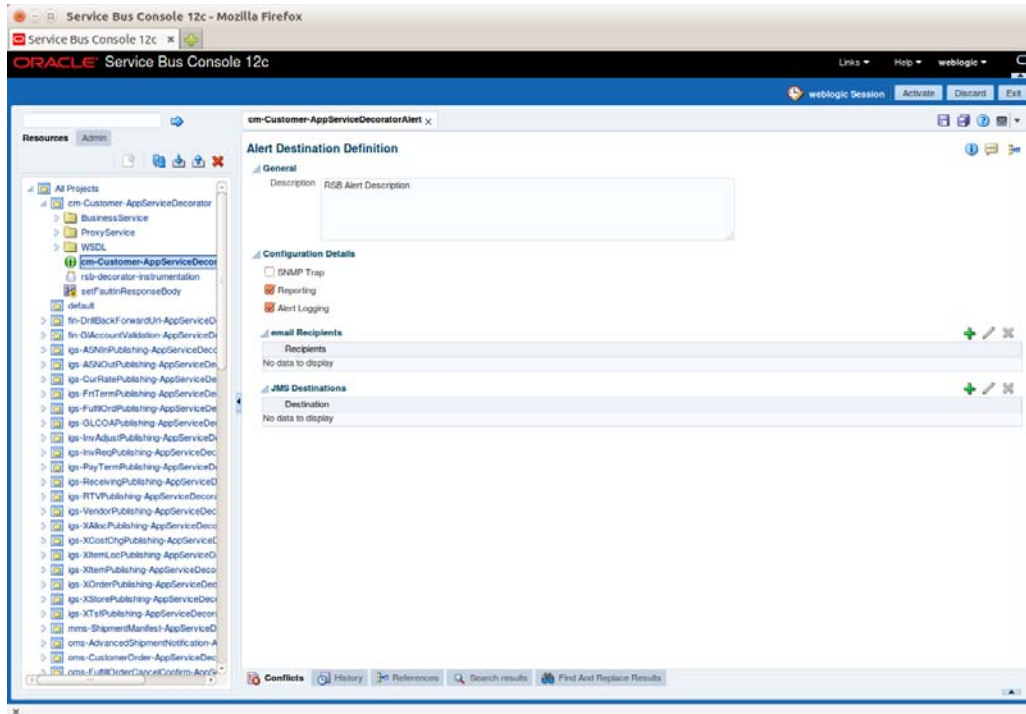 Service Bus Console 12c - Mozilla Firefox
Service Bus Console 12c
ORACLE Service Bus Console 12c
Links
Help
weblogic
weblogic Session
Activate
Discard
Exit
Resources
Admin
All Projects
cm-Customer-AppServiceDecorator
BusinessService
ProxyService
WSDL
cm-Customer-AppServiceDecor
rsb-decorator-instrumentation
setFaultInResponseBody
default
fin-DrillBackForwardUrl-AppServiceD
fin-GlAccountValidation-AppServiceD
igs-ASNInPublishing-AppServiceDeco
igs-ASNOutPublishing-AppServiceDe
igs-CurRatePublishing-AppServiceDe
igs-FrtTermPublishing-AppServiceDe
igs-FulfilOrdPublishing-AppServiceDe
igs-GLCOAPublishing-AppServiceDe
igs-InvAdjustPublishing-AppServiceD
igs-InvReqPublishing-AppServiceDec
igs-PayTermPublishing-AppServiceD
igs-ReceivingPublishing-AppServiceD
igs-RTVPublishing-AppServiceDecora
igs-VendorPublishing-AppServiceDec
igs-XAllocPublishing-AppServiceDeco
igs-XCostChgPublishing-AppServiceD
igs-XItemLocPublishing-AppServiceD
igs-XItemPublishing-AppServiceDeco
igs-XOrderPublishing-AppServiceDec
igs-XStorePublishing-AppServiceDec
igs-XTsfPublishing-AppServiceDecor
mms-ShipmentManifest-AppServiceD
oms-AdvancedShipmentNotification-A
oms-CustomerOrder-AppServiceDec
oms-FulfilOrderCancelConfirm-AppSe
cm-Customer-AppServiceDecoratorAlert
Alert Destination Definition
General
Description
RSB Alert Description
Configuration Details
SNMP Trap
Reporting
Alert Logging
email Recipients
Recipients
No data to display
JMS Destinations
Destination
No data to display
Conflicts
History
References
Search results
Find And Replace Results